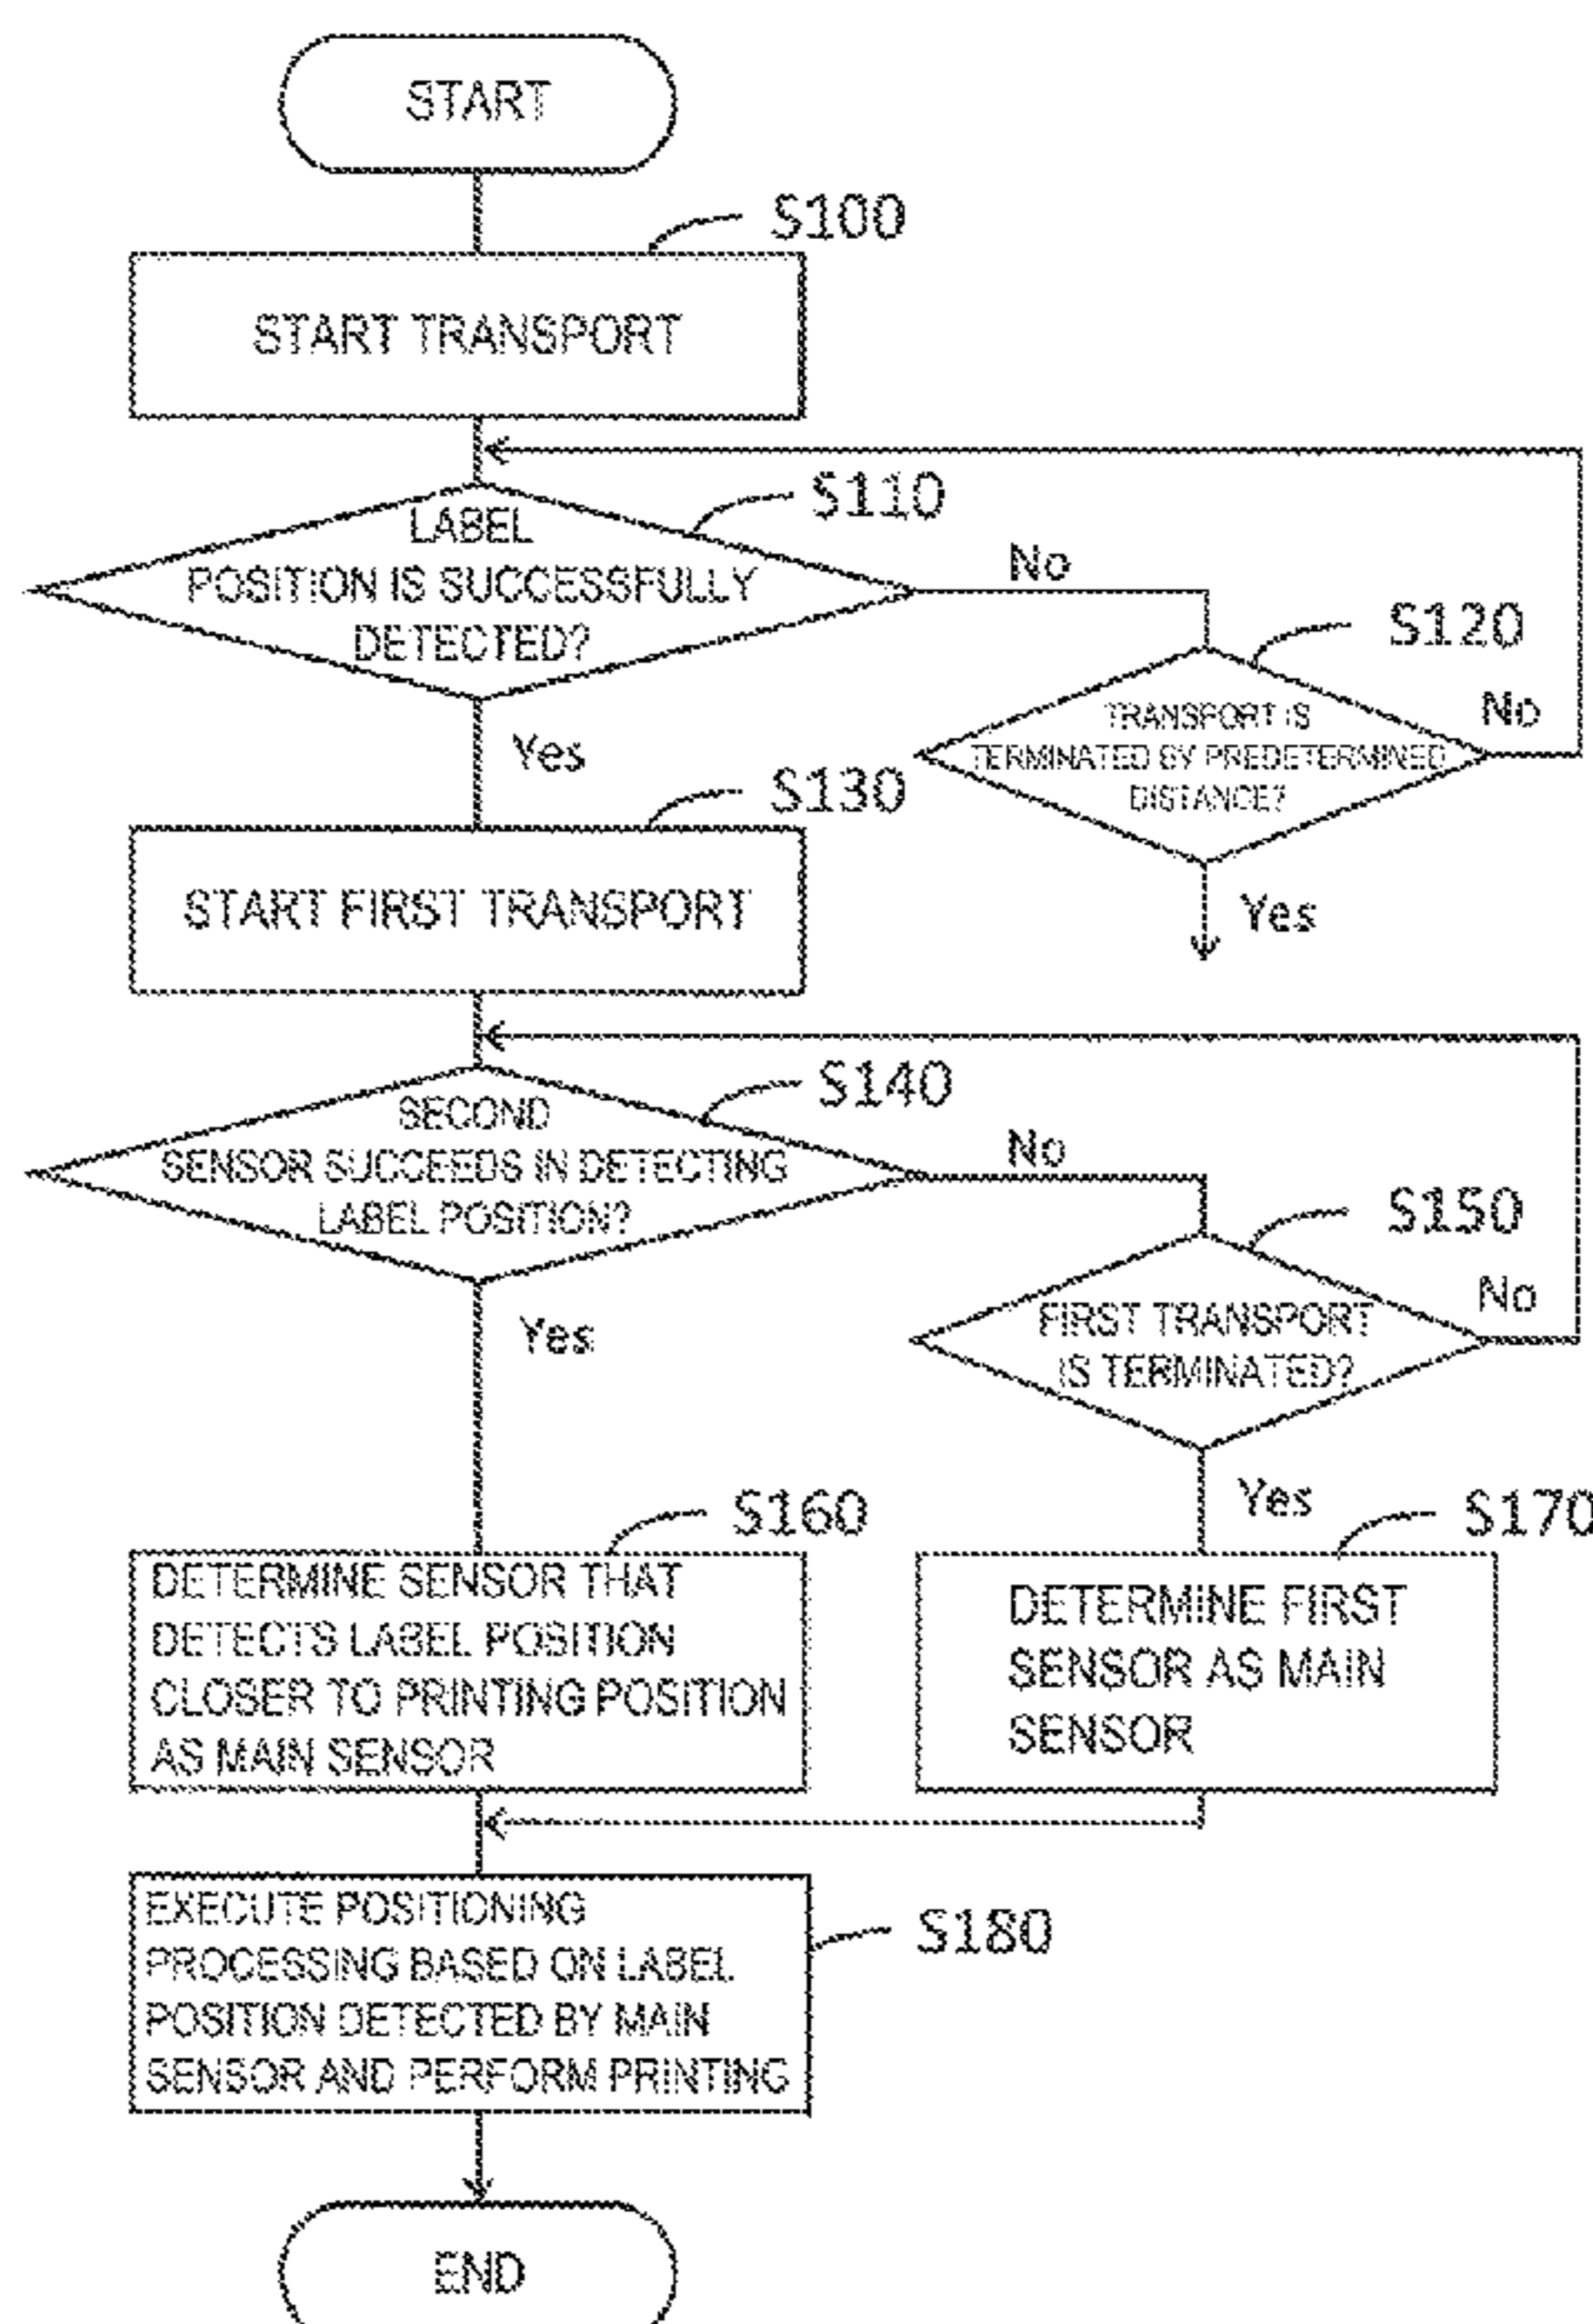 START
S100
START TRANSPORT
S110
LABEL
POSITION IS SUCCESSFULLY
DETECTED?
No
Yes
S120
TRANSPORT IS
TERMINATED BY PREDETERMINED
DISTANCE?
No
Yes
S130
START FIRST TRANSPORT
S140
SECOND
SENSOR SUCCEEDS IN DETECTING
LABEL POSITION?
No
Yes
S150
FIRST TRANSPORT
IS TERMINATED?
No
Yes
S160
DETERMINE SENSOR THAT
DETECTS LABEL POSITION
CLOSER TO PRINTING POSITION
AS MAIN SENSOR
S170
DETERMINE FIRST
SENSOR AS MAIN
SENSOR
S180
EXECUTE POSITIONING
PROCESSING BASED ON LABEL
POSITION DETECTED BY MAIN
SENSOR AND PERFORM PRINTING
END